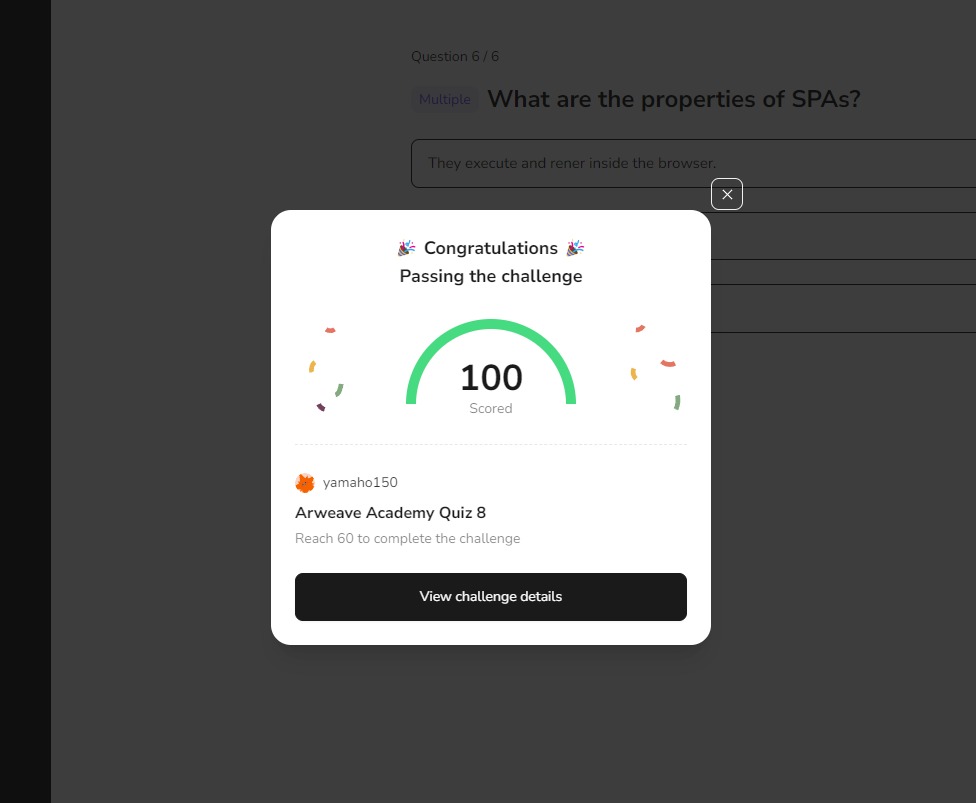 Question 6 / 6
Multiple What are the properties of SPAs?
They execute and rener inside the browser.
Congratulations
Passing the challenge
100
Scored
yamaho150
Arweave Academy Quiz 8
Reach 60 to complete the challenge
View challenge details